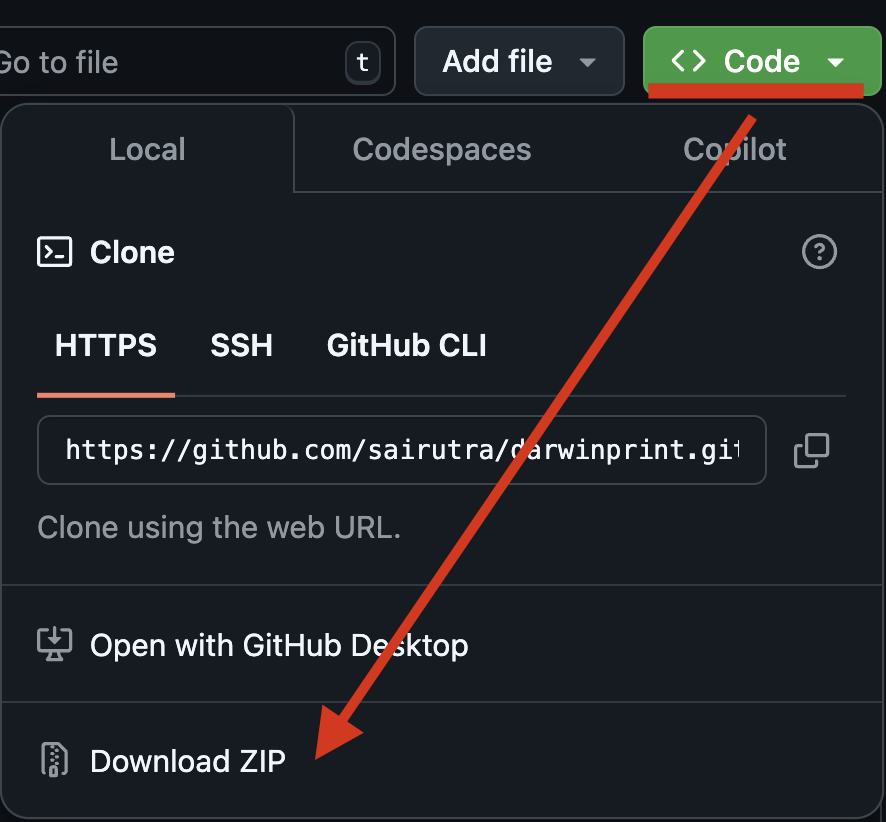 Go to file t Add file Code
Local Codespaces Copilot
Clone
HTTPS SSH GitHub CLI
https://github.com/sairutra/darwinprint.git
Clone using the web URL.
Open with GitHub Desktop
Download ZIP